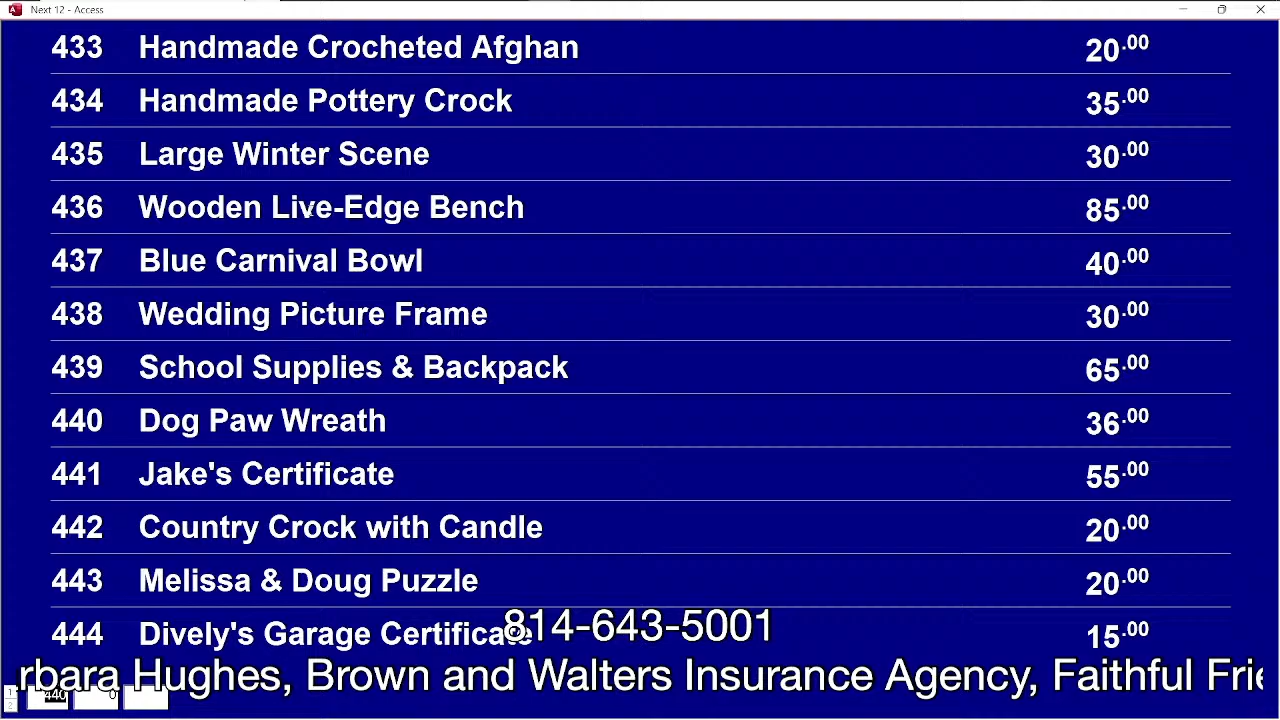 Next 12 - Access
433 Handmade Crocheted Afghan 20.00
434 Handmade Pottery Crock 35.00
435 Large Winter Scene 30.00
436 Wooden Live-Edge Bench 85.00
437 Blue Carnival Bowl 40.00
438 Wedding Picture Frame 30.00
439 School Supplies & Backpack 65.00
440 Dog Paw Wreath 36.00
441 Jake's Certificate 55.00
442 Country Crock with Candle 20.00
443 Melissa & Doug Puzzle 20.00
444 Dively's Garage Certificate 15.00
814-643-5001
rbara Hughes, Brown and Walters Insurance Agency, Faithful Frie
1 440 0
2